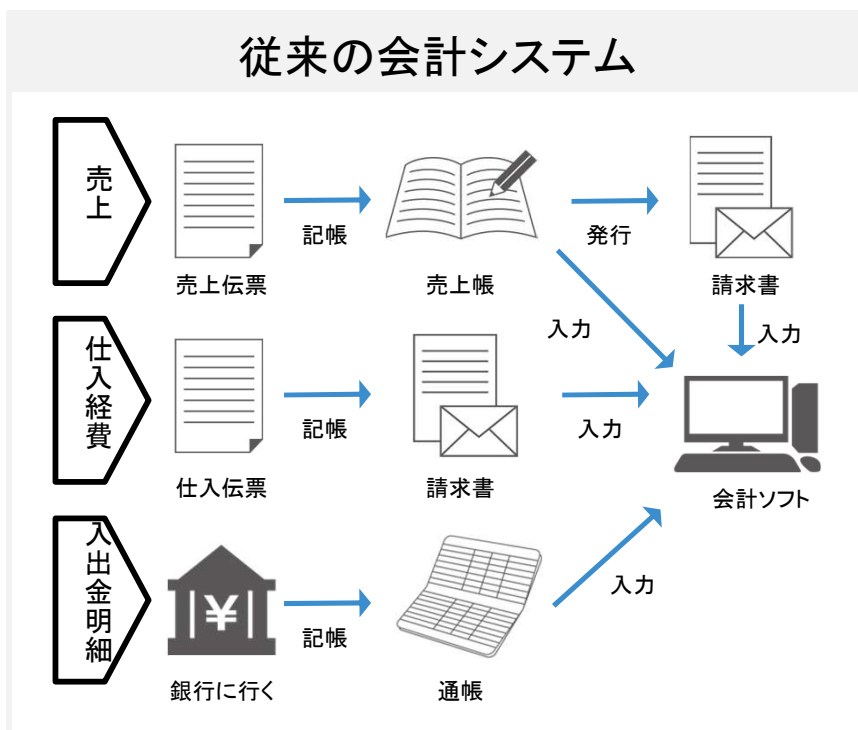 従来の会計システム
売上
売上伝票
記帳
売上帳
発行
請求書
入力
入力
仕入経費
仕入伝票
記帳
請求書
入力
会計ソフト
入出金明細
¥
銀行に行く
記帳
通帳
入力